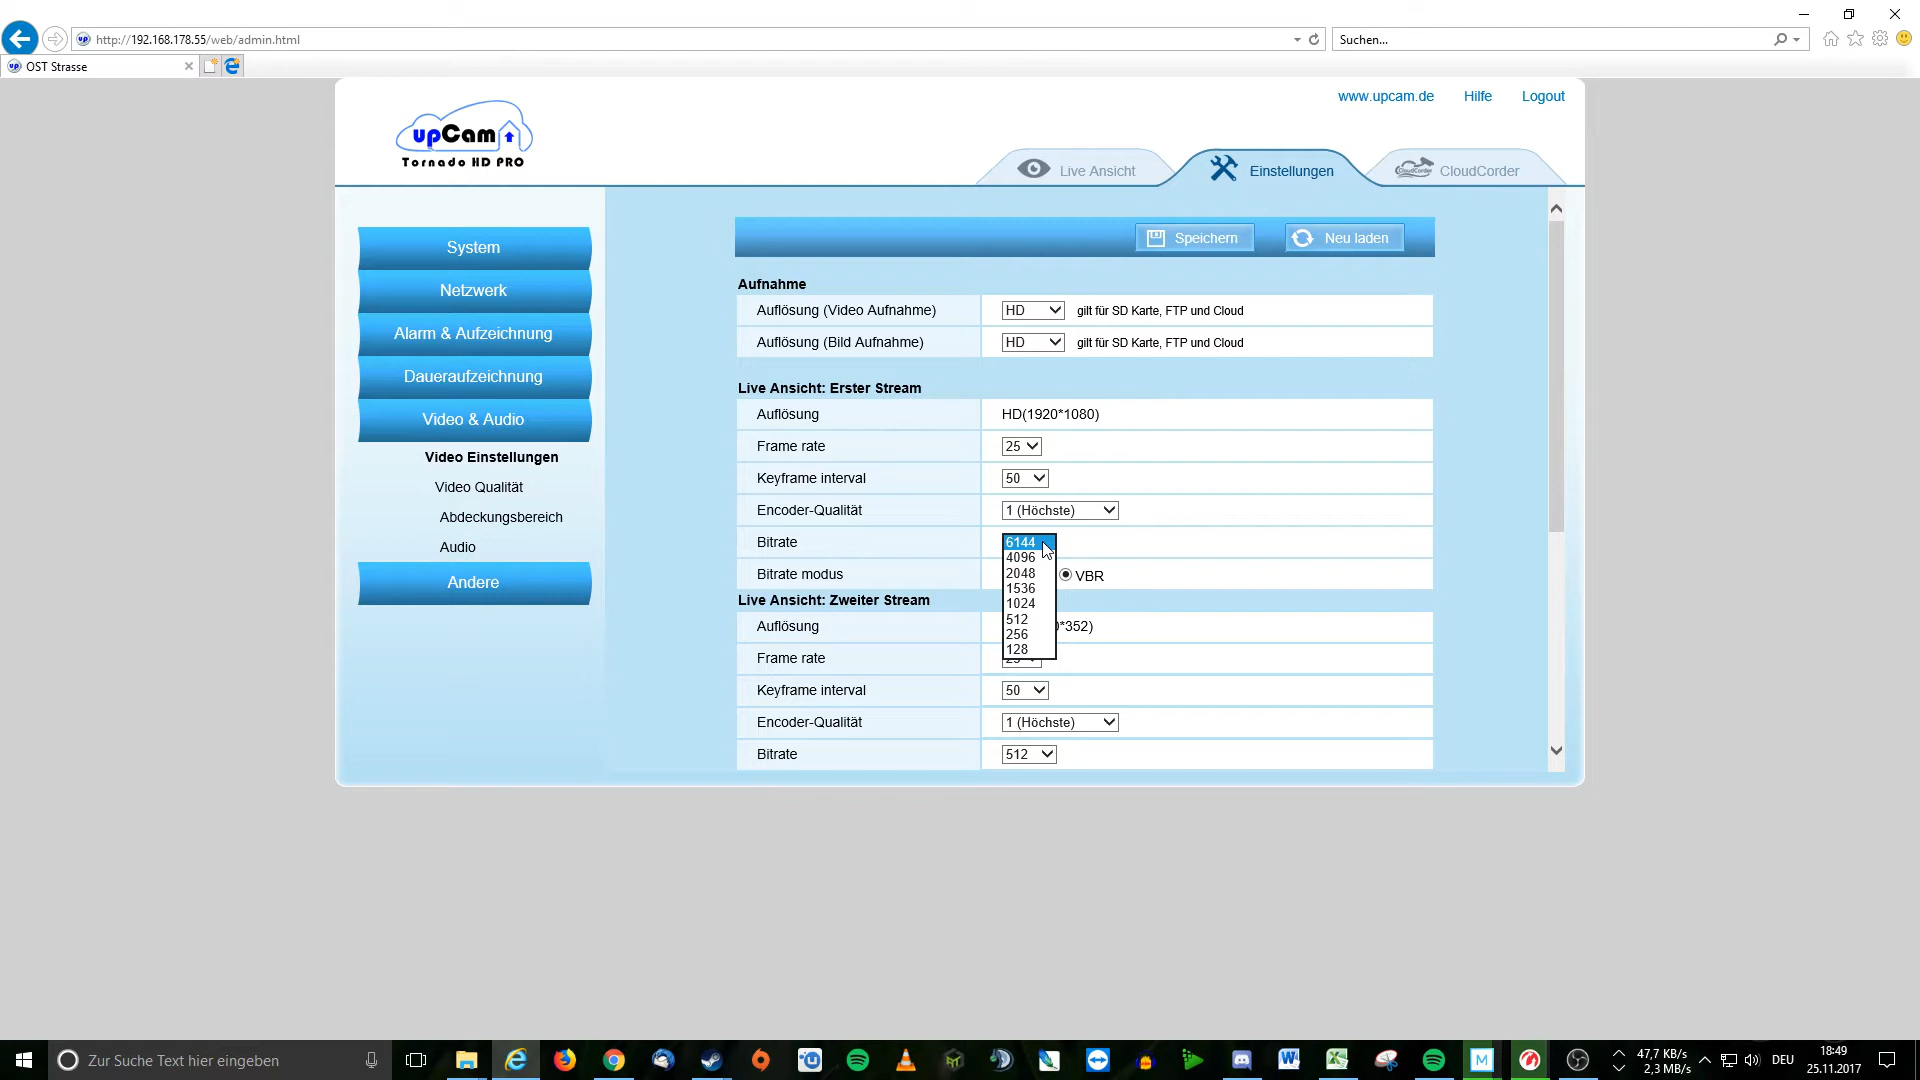 http://192.168.178.55/web/admin.html
Suchen...
OST Strasse
www.upcam.de Hilfe Logout
upCam
Tornado HD PRO
Live Ansicht Einstellungen CloudCorder
Speichern Neu laden
System
Netzwerk
Alarm & Aufzeichnung
Daueraufzeichnung
Video & Audio
Video Einstellungen
Video Qualität
Abdeckungsbereich
Audio
Andere
Aufnahme
Auflösung (Video Aufnahme) HD gilt für SD Karte, FTP und Cloud
Auflösung (Bild Aufnahme) HD gilt für SD Karte, FTP und Cloud
Live Ansicht: Erster Stream
Auflösung HD(1920*1080)
Frame rate 25
Keyframe interval 50
Encoder-Qualität 1 (Höchste)
Bitrate 6144
4096
2048
1536
1024
512
256
128
Bitrate modus VBR
Live Ansicht: Zweiter Stream
Auflösung *352)
Frame rate
Keyframe interval 50
Encoder-Qualität 1 (Höchste)
Bitrate 512
Zur Suche Text hier eingeben
47,7 KB/s
2,3 MB/s
DEU
18:49
25.11.2017